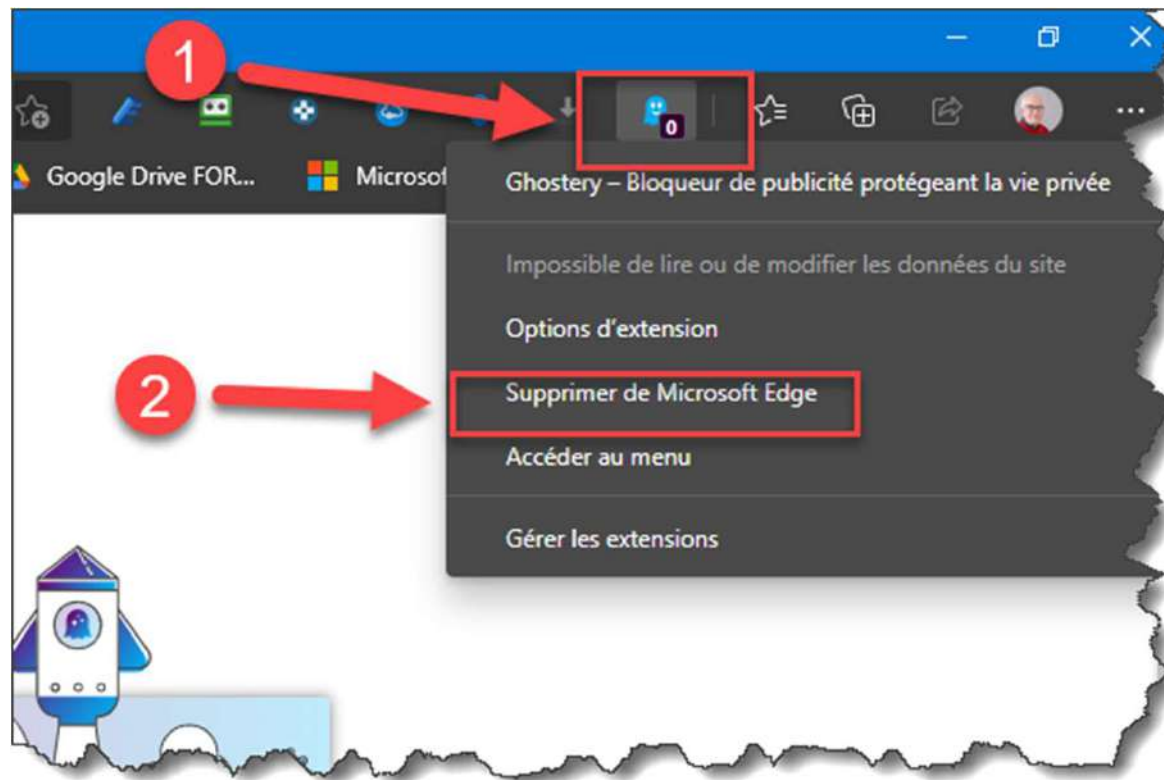 1
0
Google Drive FOR... Microsof
Ghostery – Bloqueur de publicité protégeant la vie privée
Impossible de lire ou de modifier les données du site
Options d'extension
2
Supprimer de Microsoft Edge
Accéder au menu
Gérer les extensions